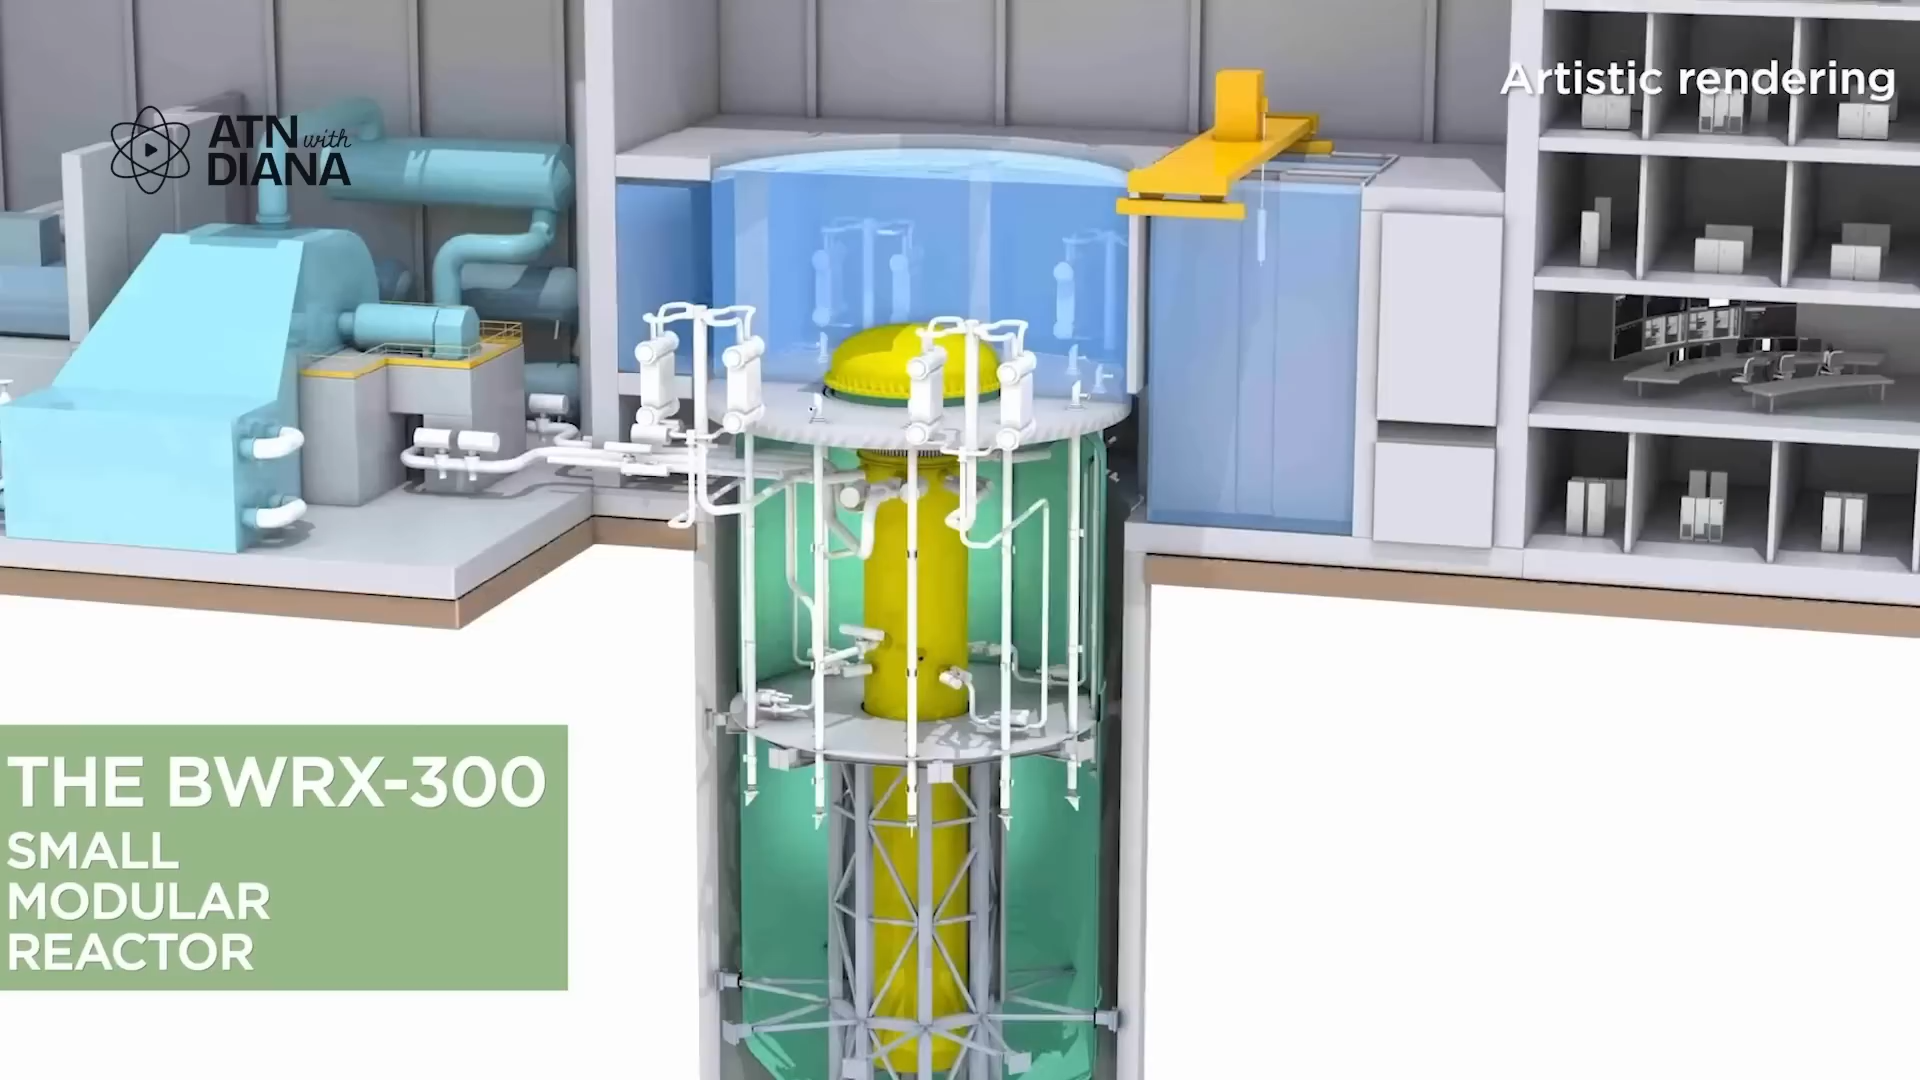 Artistic rendering
ATN with
DIANA
THE BWRX-300
SMALL
MODULAR
REACTOR